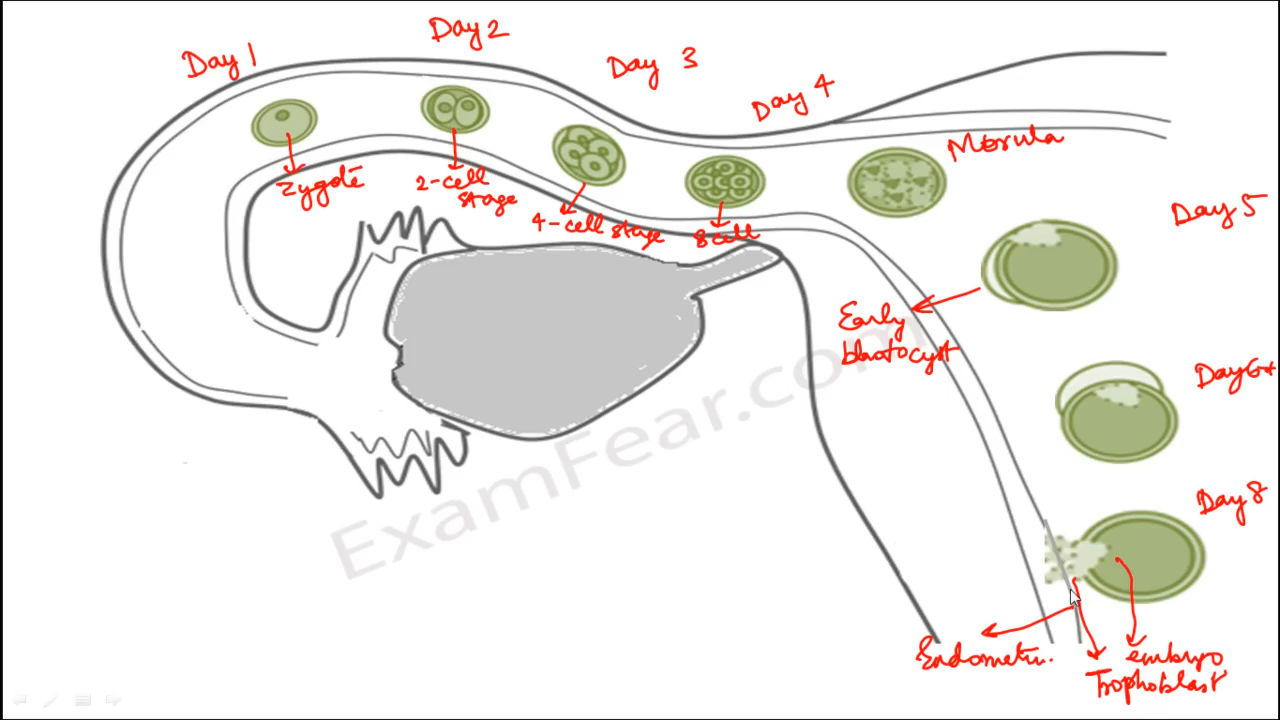 Day 1
Day 2
Day 3
Day 4
Zygote
2-cell
stage
4-cell stage
8 cell
Morula
Day 5
Early
blastocyst
Day 6+
Day 8
Endometri..
embryo
Trophoblast
ExamFear.com